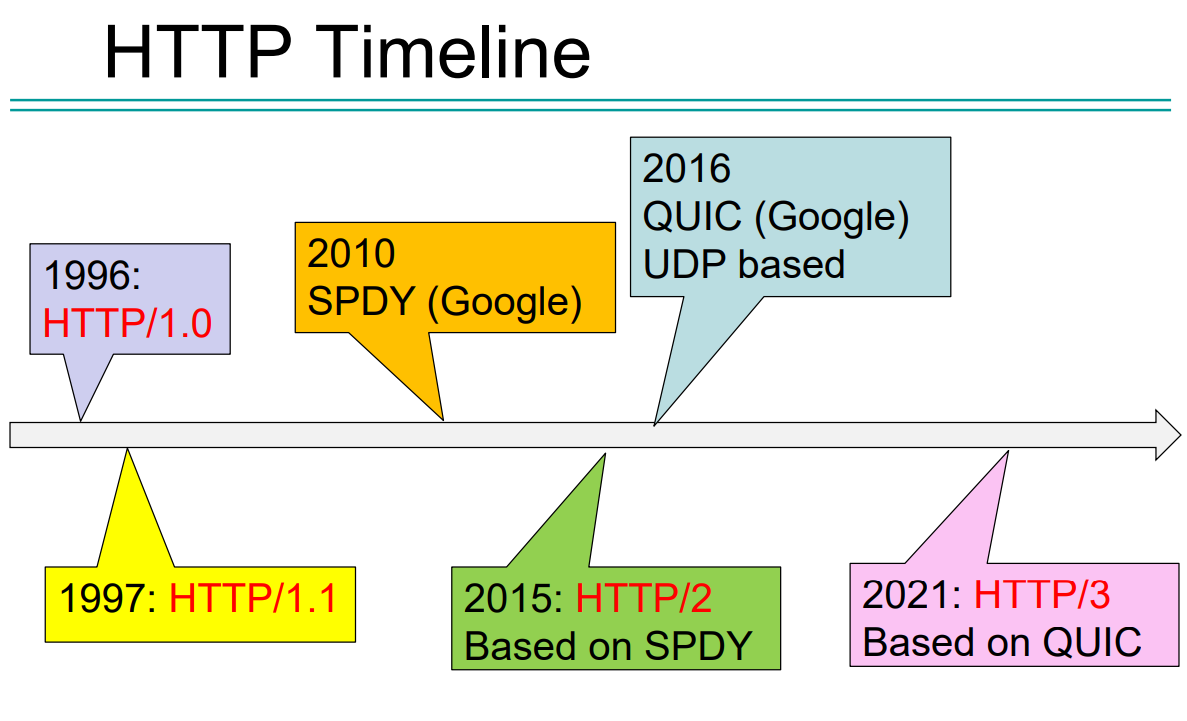 HTTP Timeline
1996:
HTTP/1.0
2010
SPDY (Google)
2016
QUIC (Google)
UDP based
1997: HTTP/1.1
2015: HTTP/2
Based on SPDY
2021: HTTP/3
Based on QUIC